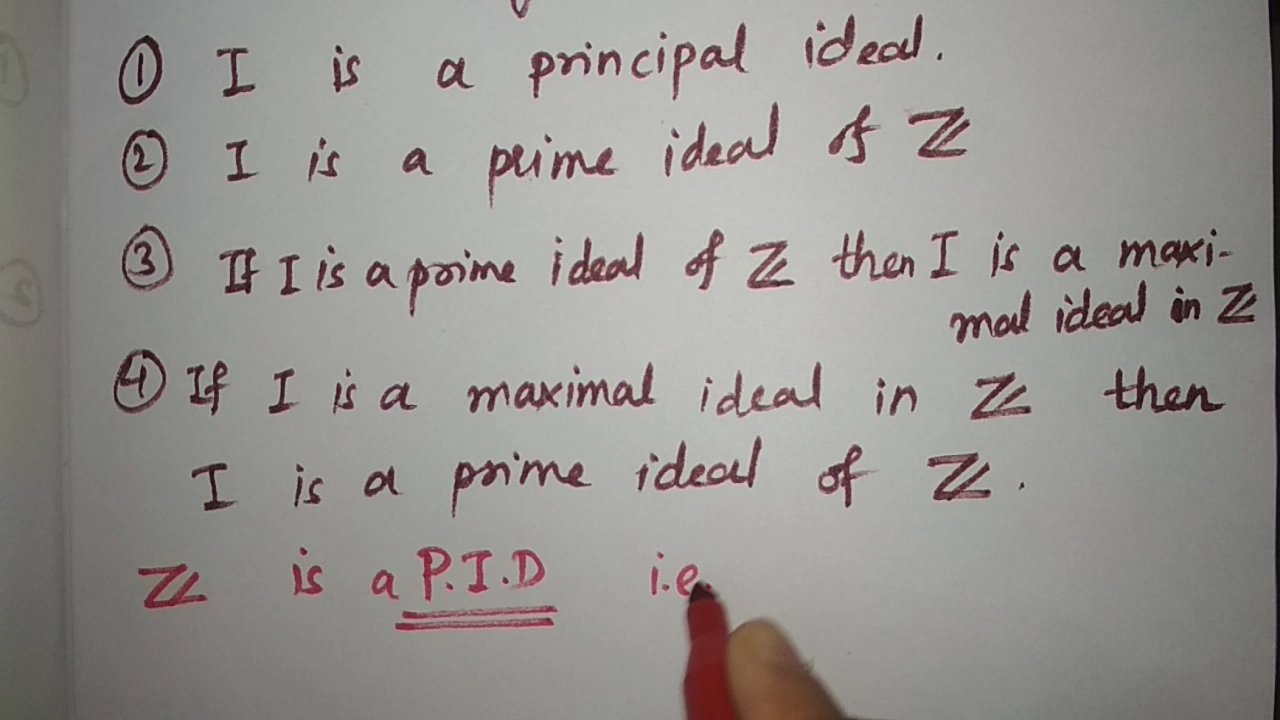 ① I is a principal ideal.
② I is a prime ideal of ℤ
③ If I is a prime ideal of ℤ then I is a maxi-
mal ideal in ℤ
④ If I is a maximal ideal in ℤ then
I is a prime ideal of ℤ.
ℤ is a P.I.D i.e.